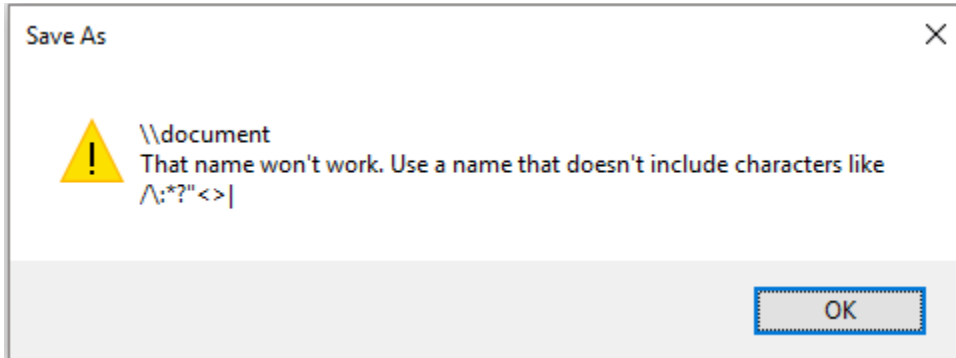 Save As
\\document
That name won't work. Use a name that doesn't include characters like
/\:*?"<>|
OK